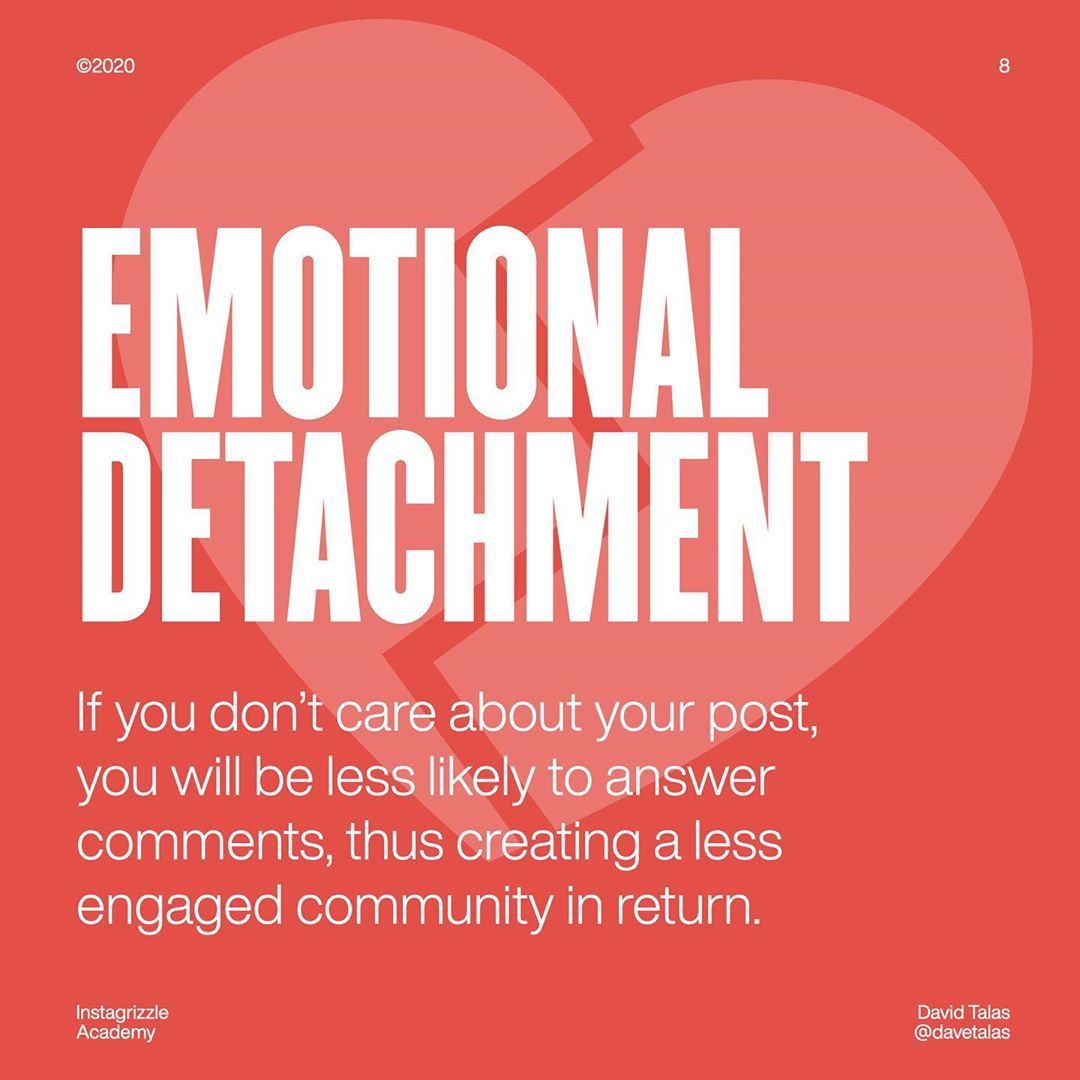 ©2020
8
EMOTIONAL
DETACHMENT
If you don’t care about your post,
you will be less likely to answer
comments, thus creating a less
engaged community in return.
Instagrizzle
Academy
David Talas
@davetalas